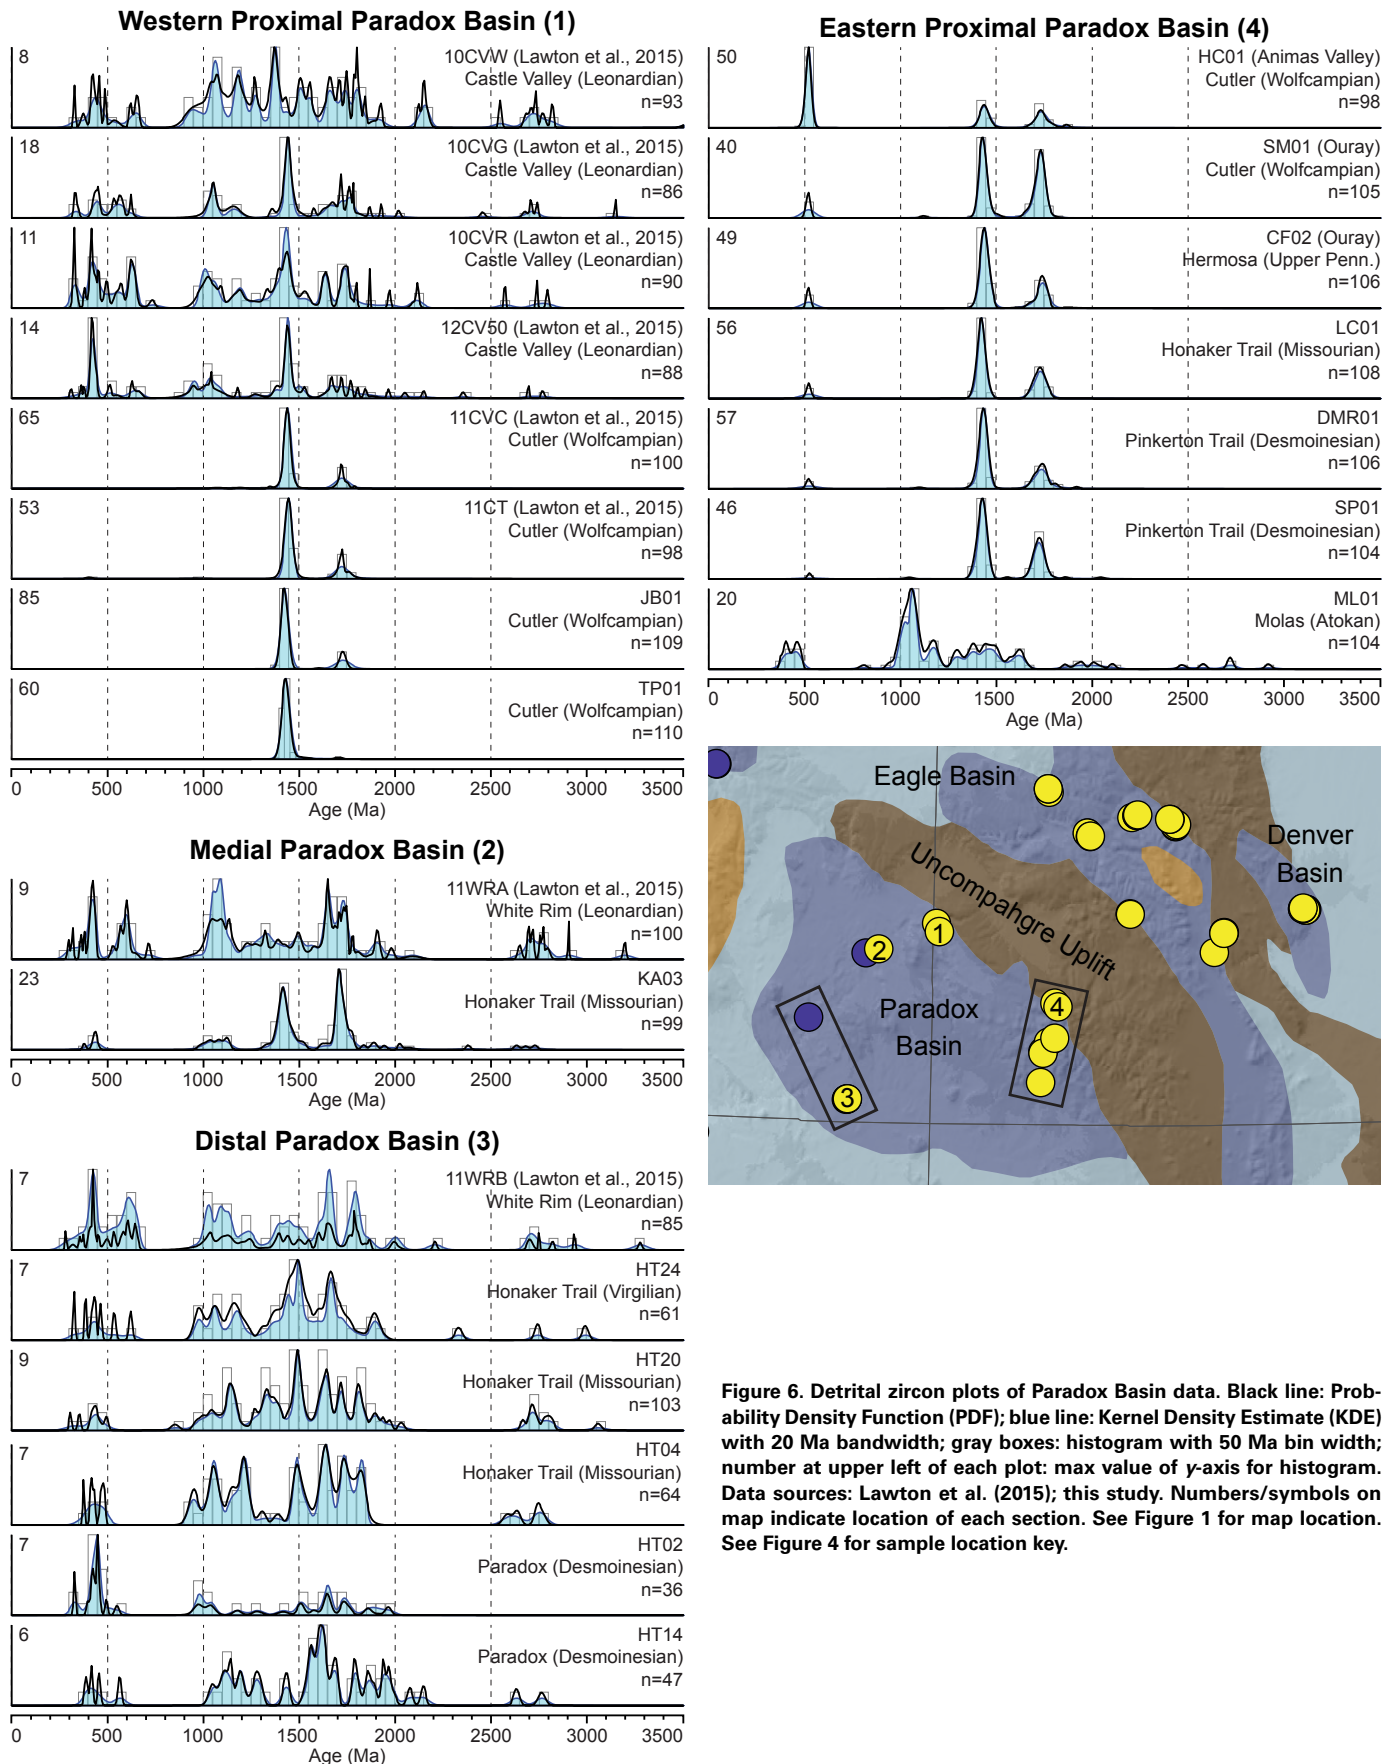 Western Proximal Paradox Basin (1)
8
10CVW (Lawton et al., 2015)
Castle Valley (Leonardian)
n=93
18
10CVG (Lawton et al., 2015)
Castle Valley (Leonardian)
n=86
11
10CVR (Lawton et al., 2015)
Castle Valley (Leonardian)
n=90
14
12CV50 (Lawton et al., 2015)
Castle Valley (Leonardian)
n=88
65
11CVC (Lawton et al., 2015)
Cutler (Wolfcampian)
n=100
53
11CT (Lawton et al., 2015)
Cutler (Wolfcampian)
n=98
85
JB01
Cutler (Wolfcampian)
n=109
60
TP01
Cutler (Wolfcampian)
n=110
0 500 1000 1500 2000 2500 3000 3500
Age (Ma)
Medial Paradox Basin (2)
9
11WRA (Lawton et al., 2015)
White Rim (Leonardian)
n=100
23
KA03
Honaker Trail (Missourian)
n=99
0 500 1000 1500 2000 2500 3000 3500
Age (Ma)
Distal Paradox Basin (3)
7
11WRB (Lawton et al., 2015)
White Rim (Leonardian)
n=85
7
HT24
Honaker Trail (Virgilian)
n=61
9
HT20
Honaker Trail (Missourian)
n=103
7
HT04
Honaker Trail (Missourian)
n=64
7
HT02
Paradox (Desmoinesian)
n=36
6
HT14
Paradox (Desmoinesian)
n=47
0 500 1000 1500 2000 2500 3000 3500
Age (Ma)
Eastern Proximal Paradox Basin (4)
50
HC01 (Animas Valley)
Cutler (Wolfcampian)
n=98
40
SM01 (Ouray)
Cutler (Wolfcampian)
n=105
49
CF02 (Ouray)
Hermosa (Upper Penn.)
n=106
56
LC01
Honaker Trail (Missourian)
n=108
57
DMR01
Pinkerton Trail (Desmoinesian)
n=106
46
SP01
Pinkerton Trail (Desmoinesian)
n=104
20
ML01
Molas (Atokan)
n=104
0 500 1000 1500 2000 2500 3000 3500
Age (Ma)
Eagle Basin
Denver
Basin
Uncompahgre Uplift
1
2
Paradox
Basin
4
3
Figure 6. Detrital zircon plots of Paradox Basin data. Black line: Prob-
ability Density Function (PDF); blue line: Kernel Density Estimate (KDE)
with 20 Ma bandwidth; gray boxes: histogram with 50 Ma bin width;
number at upper left of each plot: max value of y-axis for histogram.
Data sources: Lawton et al. (2015); this study. Numbers/symbols on
map indicate location of each section. See Figure 1 for map location.
See Figure 4 for sample location key.